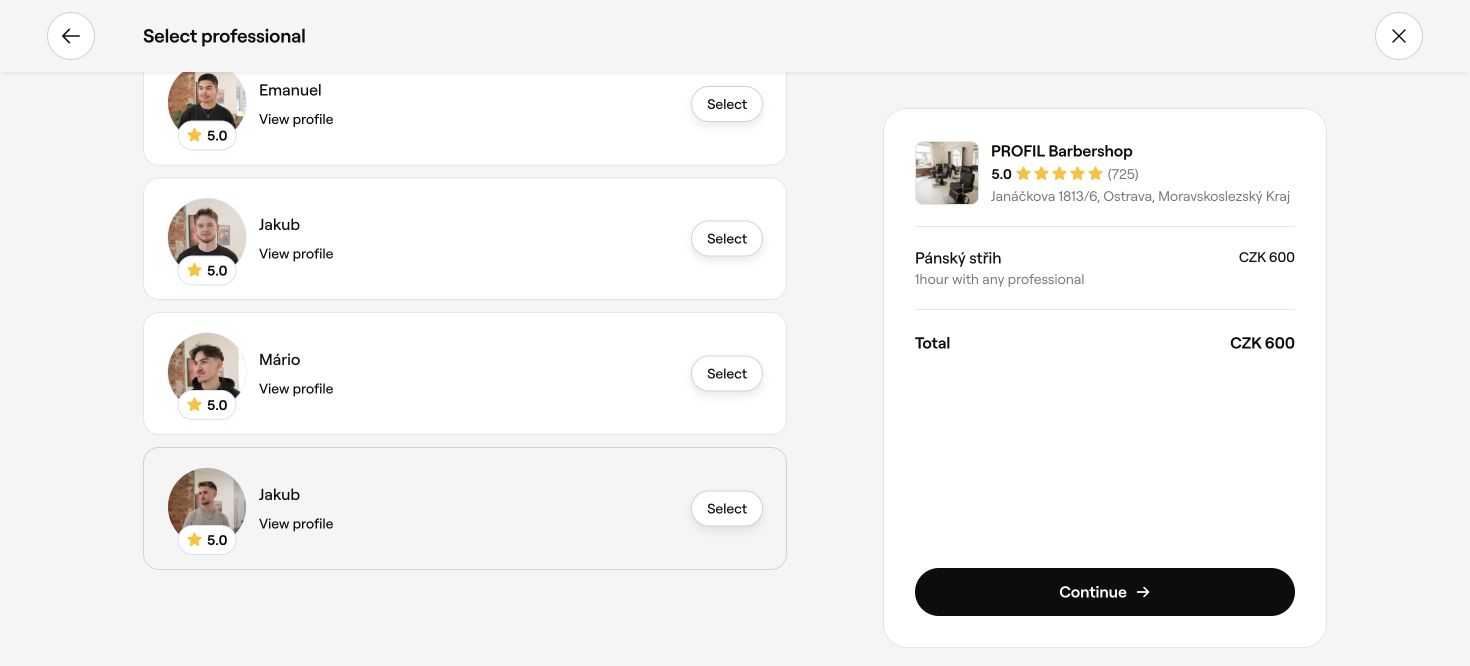 Select professional
Emanuel
View profile
5.0
Select
Jakub
View profile
5.0
Select
Mário
View profile
5.0
Select
Jakub
View profile
5.0
Select
PROFIL Barbershop
5.0 (725)
Janáčkova 1813/6, Ostrava, Moravskoslezský Kraj
Pánský střih CZK 600
1hour with any professional
Total CZK 600
Continue